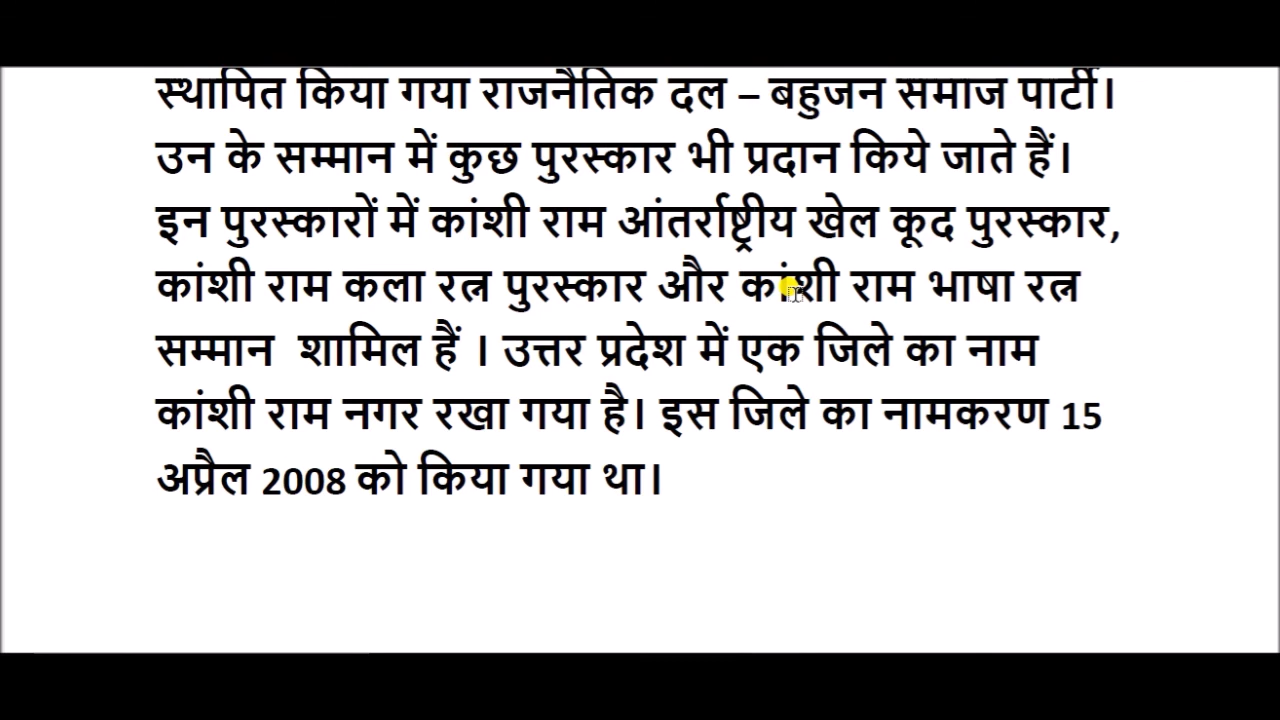 स्थापित किया गया राजनैतिक दल – बहुजन समाज पार्टी।
उन के सम्मान में कुछ पुरस्कार भी प्रदान किये जाते हैं।
इन पुरस्कारों में कांशी राम आंतर्राष्ट्रीय खेल कूद पुरस्कार,
कांशी राम कला रत्न पुरस्कार और कांशी राम भाषा रत्न
सम्मान  शामिल हैं । उत्तर प्रदेश में एक जिले का नाम
कांशी राम नगर रखा गया है। इस जिले का नामकरण 15
अप्रैल 2008 को किया गया था।